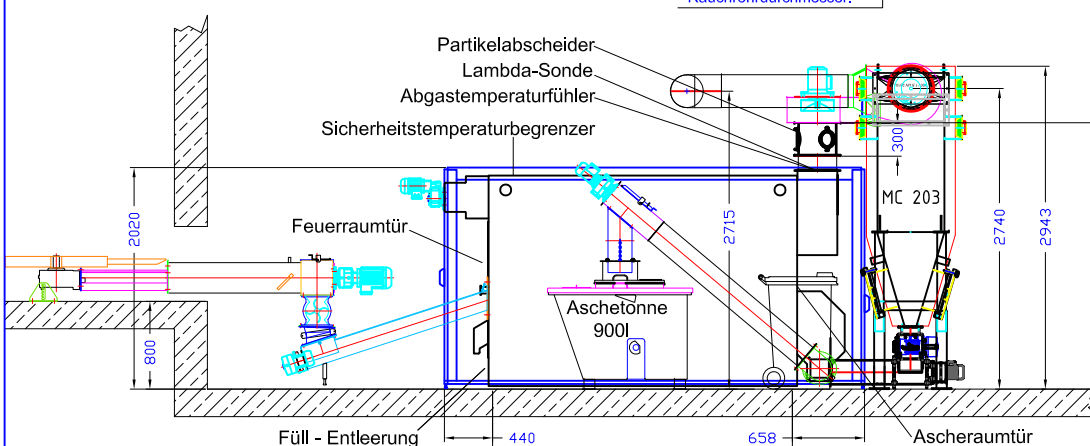 Rauchrohrdurchmesser:
Partikelabscheider
Lambda-Sonde
Abgastemperaturfühler
Sicherheitstemperaturbegrenzer
Feuerraumtür
Aschetonne
900l
MC 203
300
2020
800
2715
2740
2943
Füll - Entleerung
440
658
Ascheraumtür